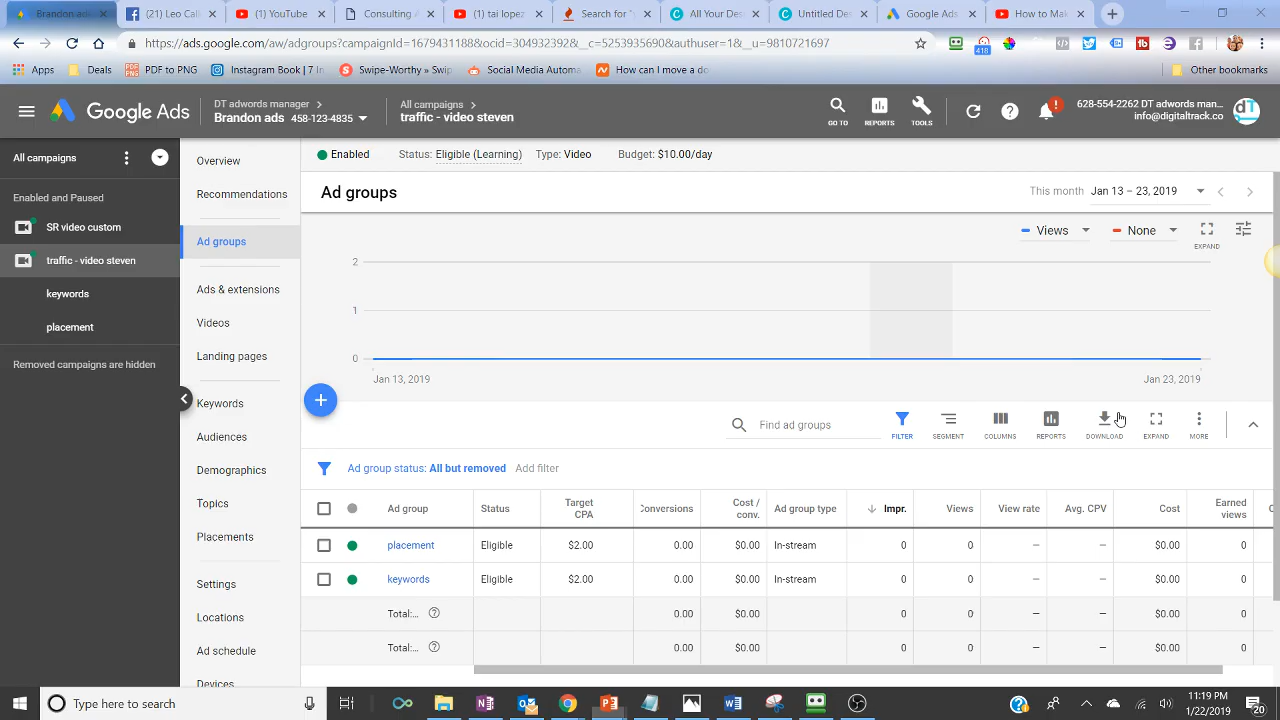 Brandon ads
(21) Leo Call
(1) YouTube
Consulting A
(1) tai lopez
Search for "
All Your De
Untitled Des
Google Ads
How to Mak
https://ads.google.com/aw/adgroups?campaignId=1679431188&ocid=304932392&__c=5253935690&authuser=1&__u=9810721697
418
Apps
Deals
PDF to PNG
Instagram Book | 7 In
Swipe-Worthy » Swip
Social Media Automa
How can I move a do
Other bookmarks
Google Ads
DT adwords manager
Brandon ads 458-123-4835
All campaigns
traffic - video steven
GO TO
REPORTS
TOOLS
628-554-2262 DT adwords man...
info@digitaltrack.co
dt
All campaigns
Enabled and Paused
SR video custom
traffic - video steven
keywords
placement
Removed campaigns are hidden
Overview
Recommendations
Ad groups
Ads & extensions
Videos
Landing pages
Keywords
Audiences
Demographics
Topics
Placements
Settings
Locations
Ad schedule
Devices
Enabled Status: Eligible (Learning) Type: Video Budget: $10.00/day
Ad groups
This month Jan 13 – 23, 2019
Views
None
EXPAND
2
1
0
Jan 13, 2019
Jan 23, 2019
Find ad groups
FILTER
SEGMENT
COLUMNS
REPORTS
DOWNLOAD
EXPAND
MORE
Ad group status: All but removed Add filter
Ad group Status Target CPA Conversions Cost / conv. Ad group type Impr. Views View rate Avg. CPV Cost Earned views
placement Eligible $2.00 0.00 $0.00 In-stream 0 0 – – $0.00 0
keywords Eligible $2.00 0.00 $0.00 In-stream 0 0 – – $0.00 0
Total:... 0.00 $0.00 0 0 – – $0.00 0
Total:... 0.00 $0.00 0 0 – – $0.00 0
Type here to search
11:19 PM
1/22/2019
20